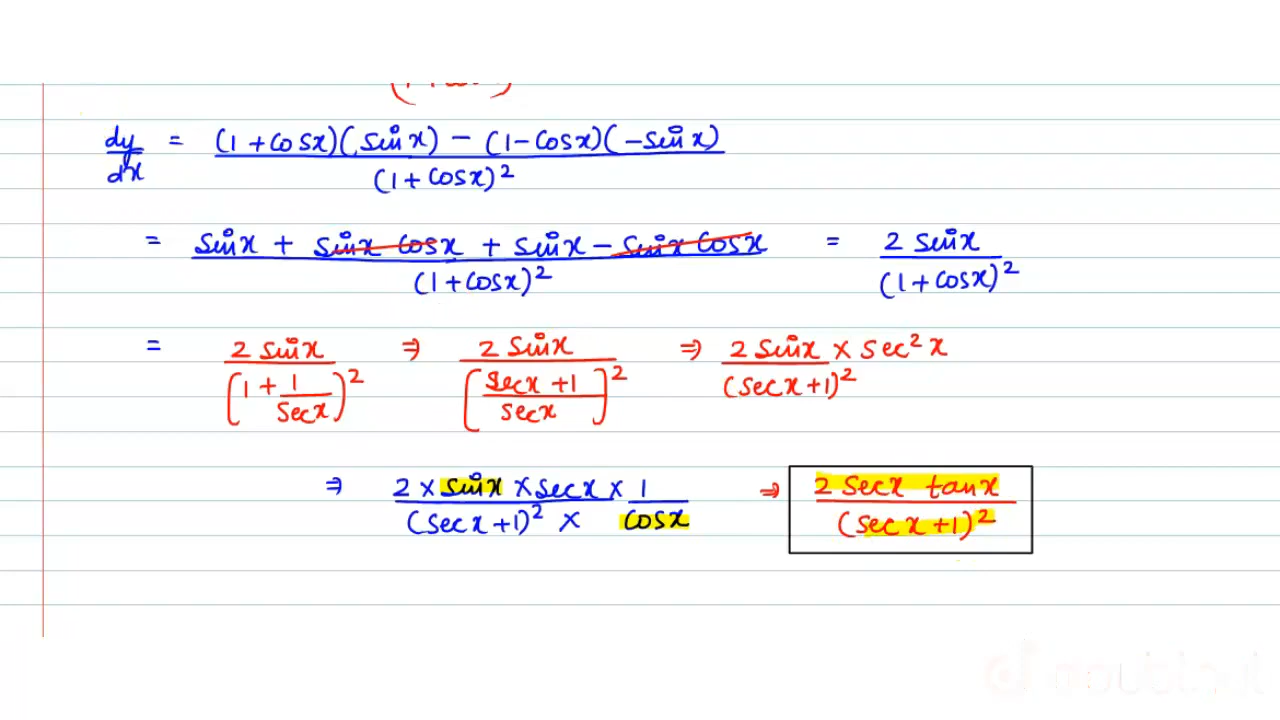 dy/dx = (1 + cosx)(sinx) − (1 − cosx)(−sinx) / (1 + cosx)²
= sinx + sinx cosx + sinx − sinx cosx / (1 + cosx)² = 2 sinx / (1 + cosx)²
= 2 sinx / (1 + 1/secx)² ⇒ 2 sinx / [secx + 1 / secx]² ⇒ 2 sinx / (secx + 1)² × sec²x
⇒ 2 × sinx × secx × 1 / (secx + 1)² × cosx ⇒ 2 secx tanx / (secx + 1)²